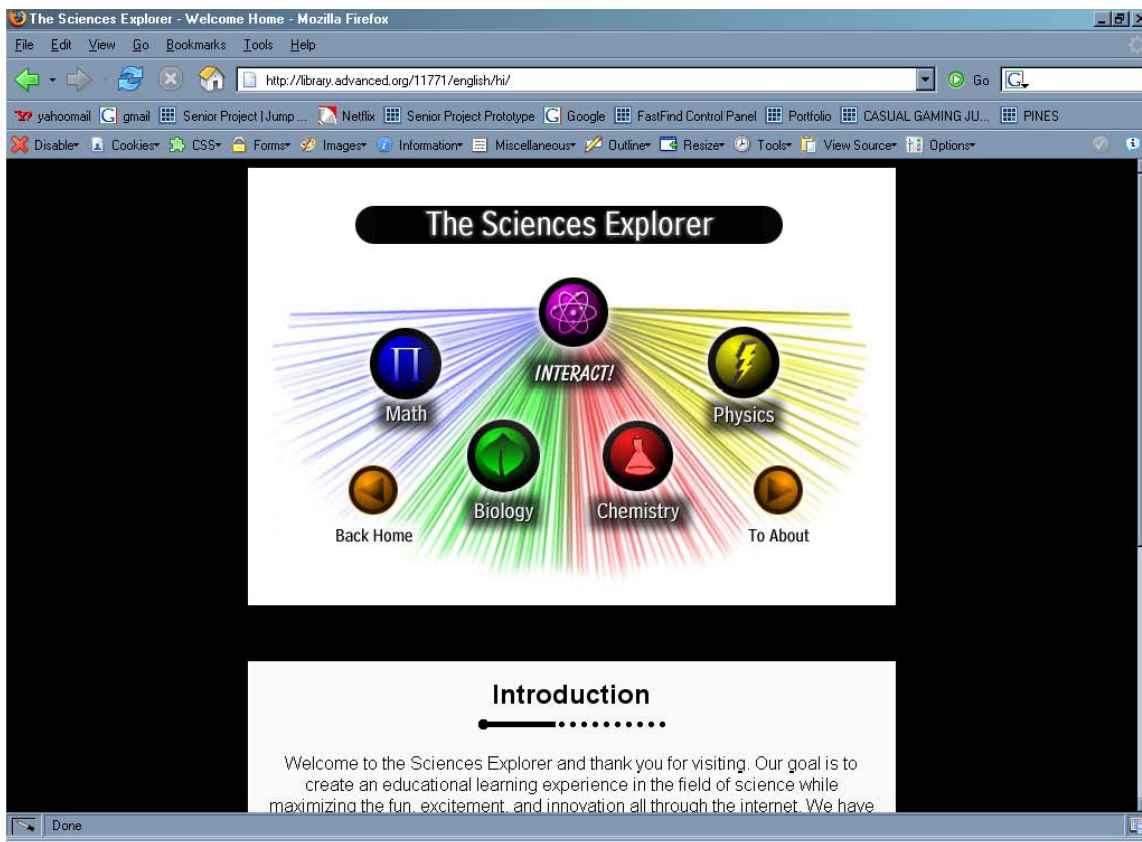 The Sciences Explorer - Welcome Home - Mozilla Firefox
File Edit View Go Bookmarks Tools Help
http://library.advanced.org/11771/english/hi/ Go G
yahoomail gmail Senior Project | Jump ... Netflix Senior Project Prototype Google FastFind Control Panel Portfolio CASUAL GAMING JU... PINES
Disable Cookies CSS Forms Images Information Miscellaneous Outline Resize Tools View Source Options
The Sciences Explorer
INTERACT!
Math
Physics
Biology
Chemistry
Back Home
To About
Introduction
Welcome to the Sciences Explorer and thank you for visiting. Our goal is to
create an educational learning experience in the field of science while
maximizing the fun, excitement, and innovation all through the internet. We have
Done